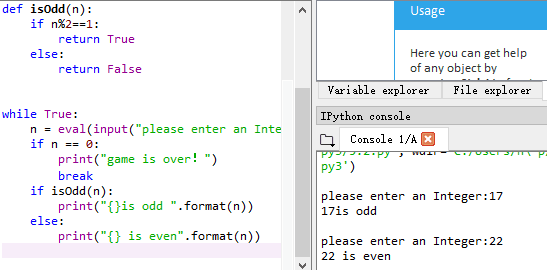 def isOdd(n):
    if n%2==1:
        return True
    else:
        return False
while True:
    n = eval(input("please enter an Inte
    if n == 0:
        print("game is over! ")
        break
    if isOdd(n):
        print("{}is odd ".format(n))
    else:
        print("{} is even".format(n))
Usage
Here you can get help
of any object by
Variable explorer File explorer
IPython console
Console 1/A
py3')
please enter an Integer:17
17is odd
please enter an Integer:22
22 is even